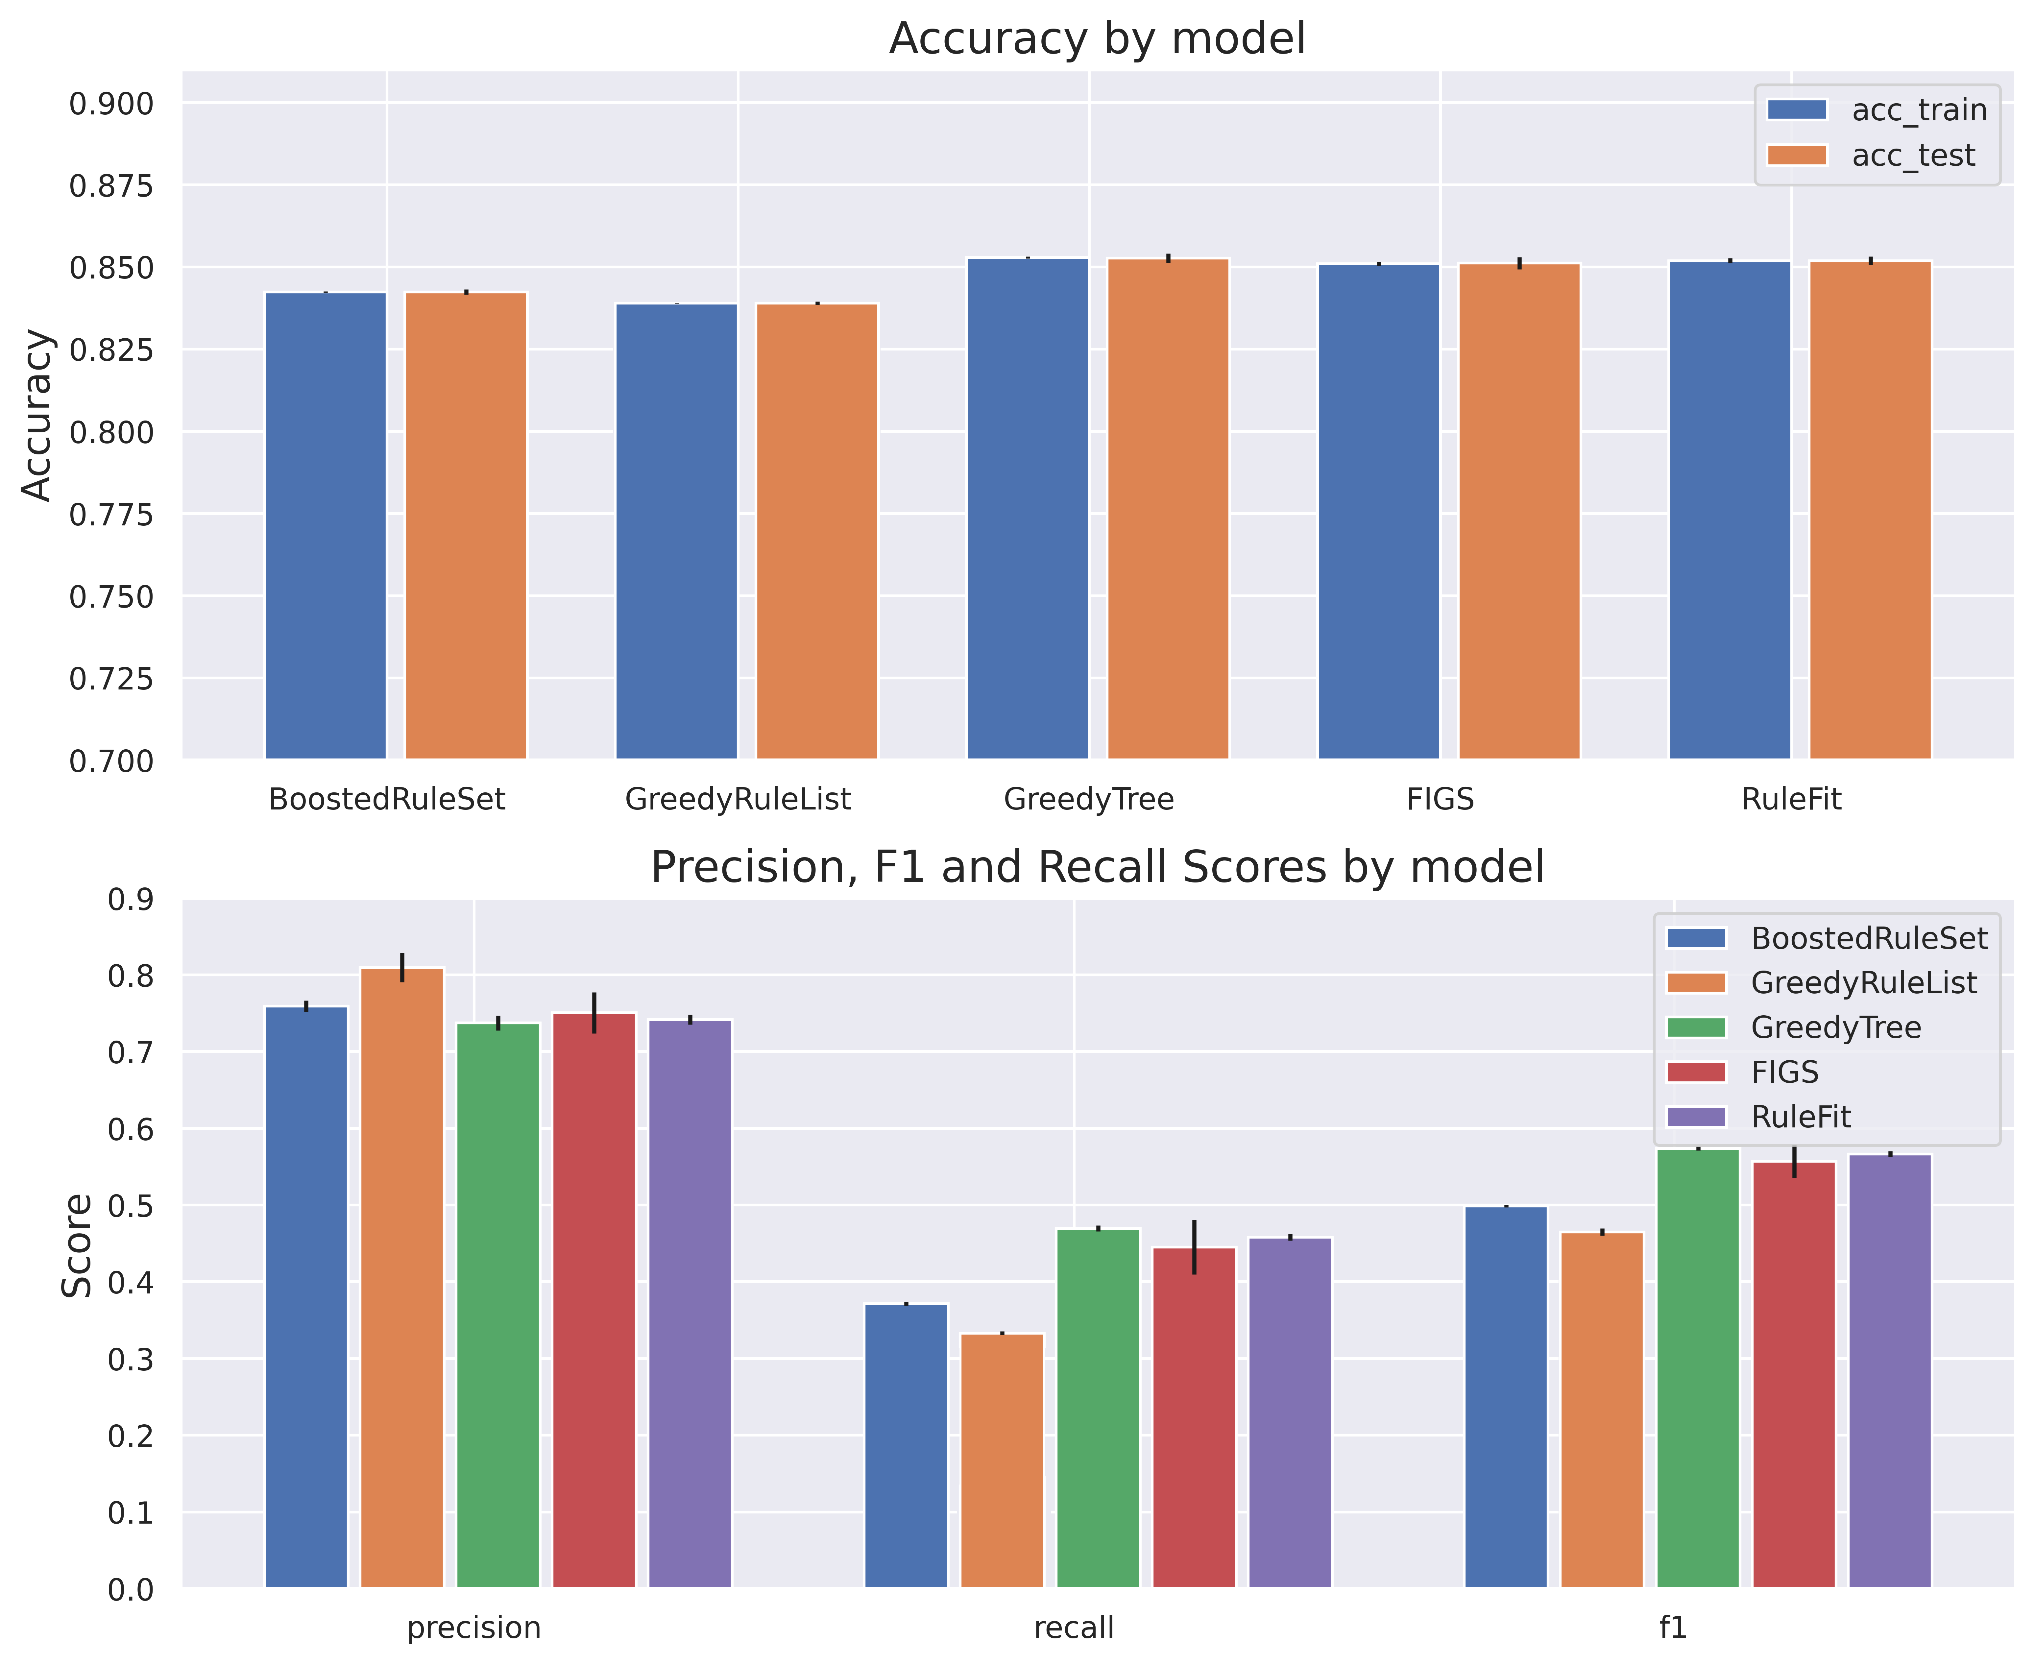 Accuracy by model
acc_train
acc_test
Accuracy
0.900
0.875
0.850
0.825
0.800
0.775
0.750
0.725
0.700
BoostedRuleSet
GreedyRuleList
GreedyTree
FIGS
RuleFit
Precision, F1 and Recall Scores by model
BoostedRuleSet
GreedyRuleList
GreedyTree
FIGS
RuleFit
Score
0.9
0.8
0.7
0.6
0.5
0.4
0.3
0.2
0.1
0.0
precision
recall
f1